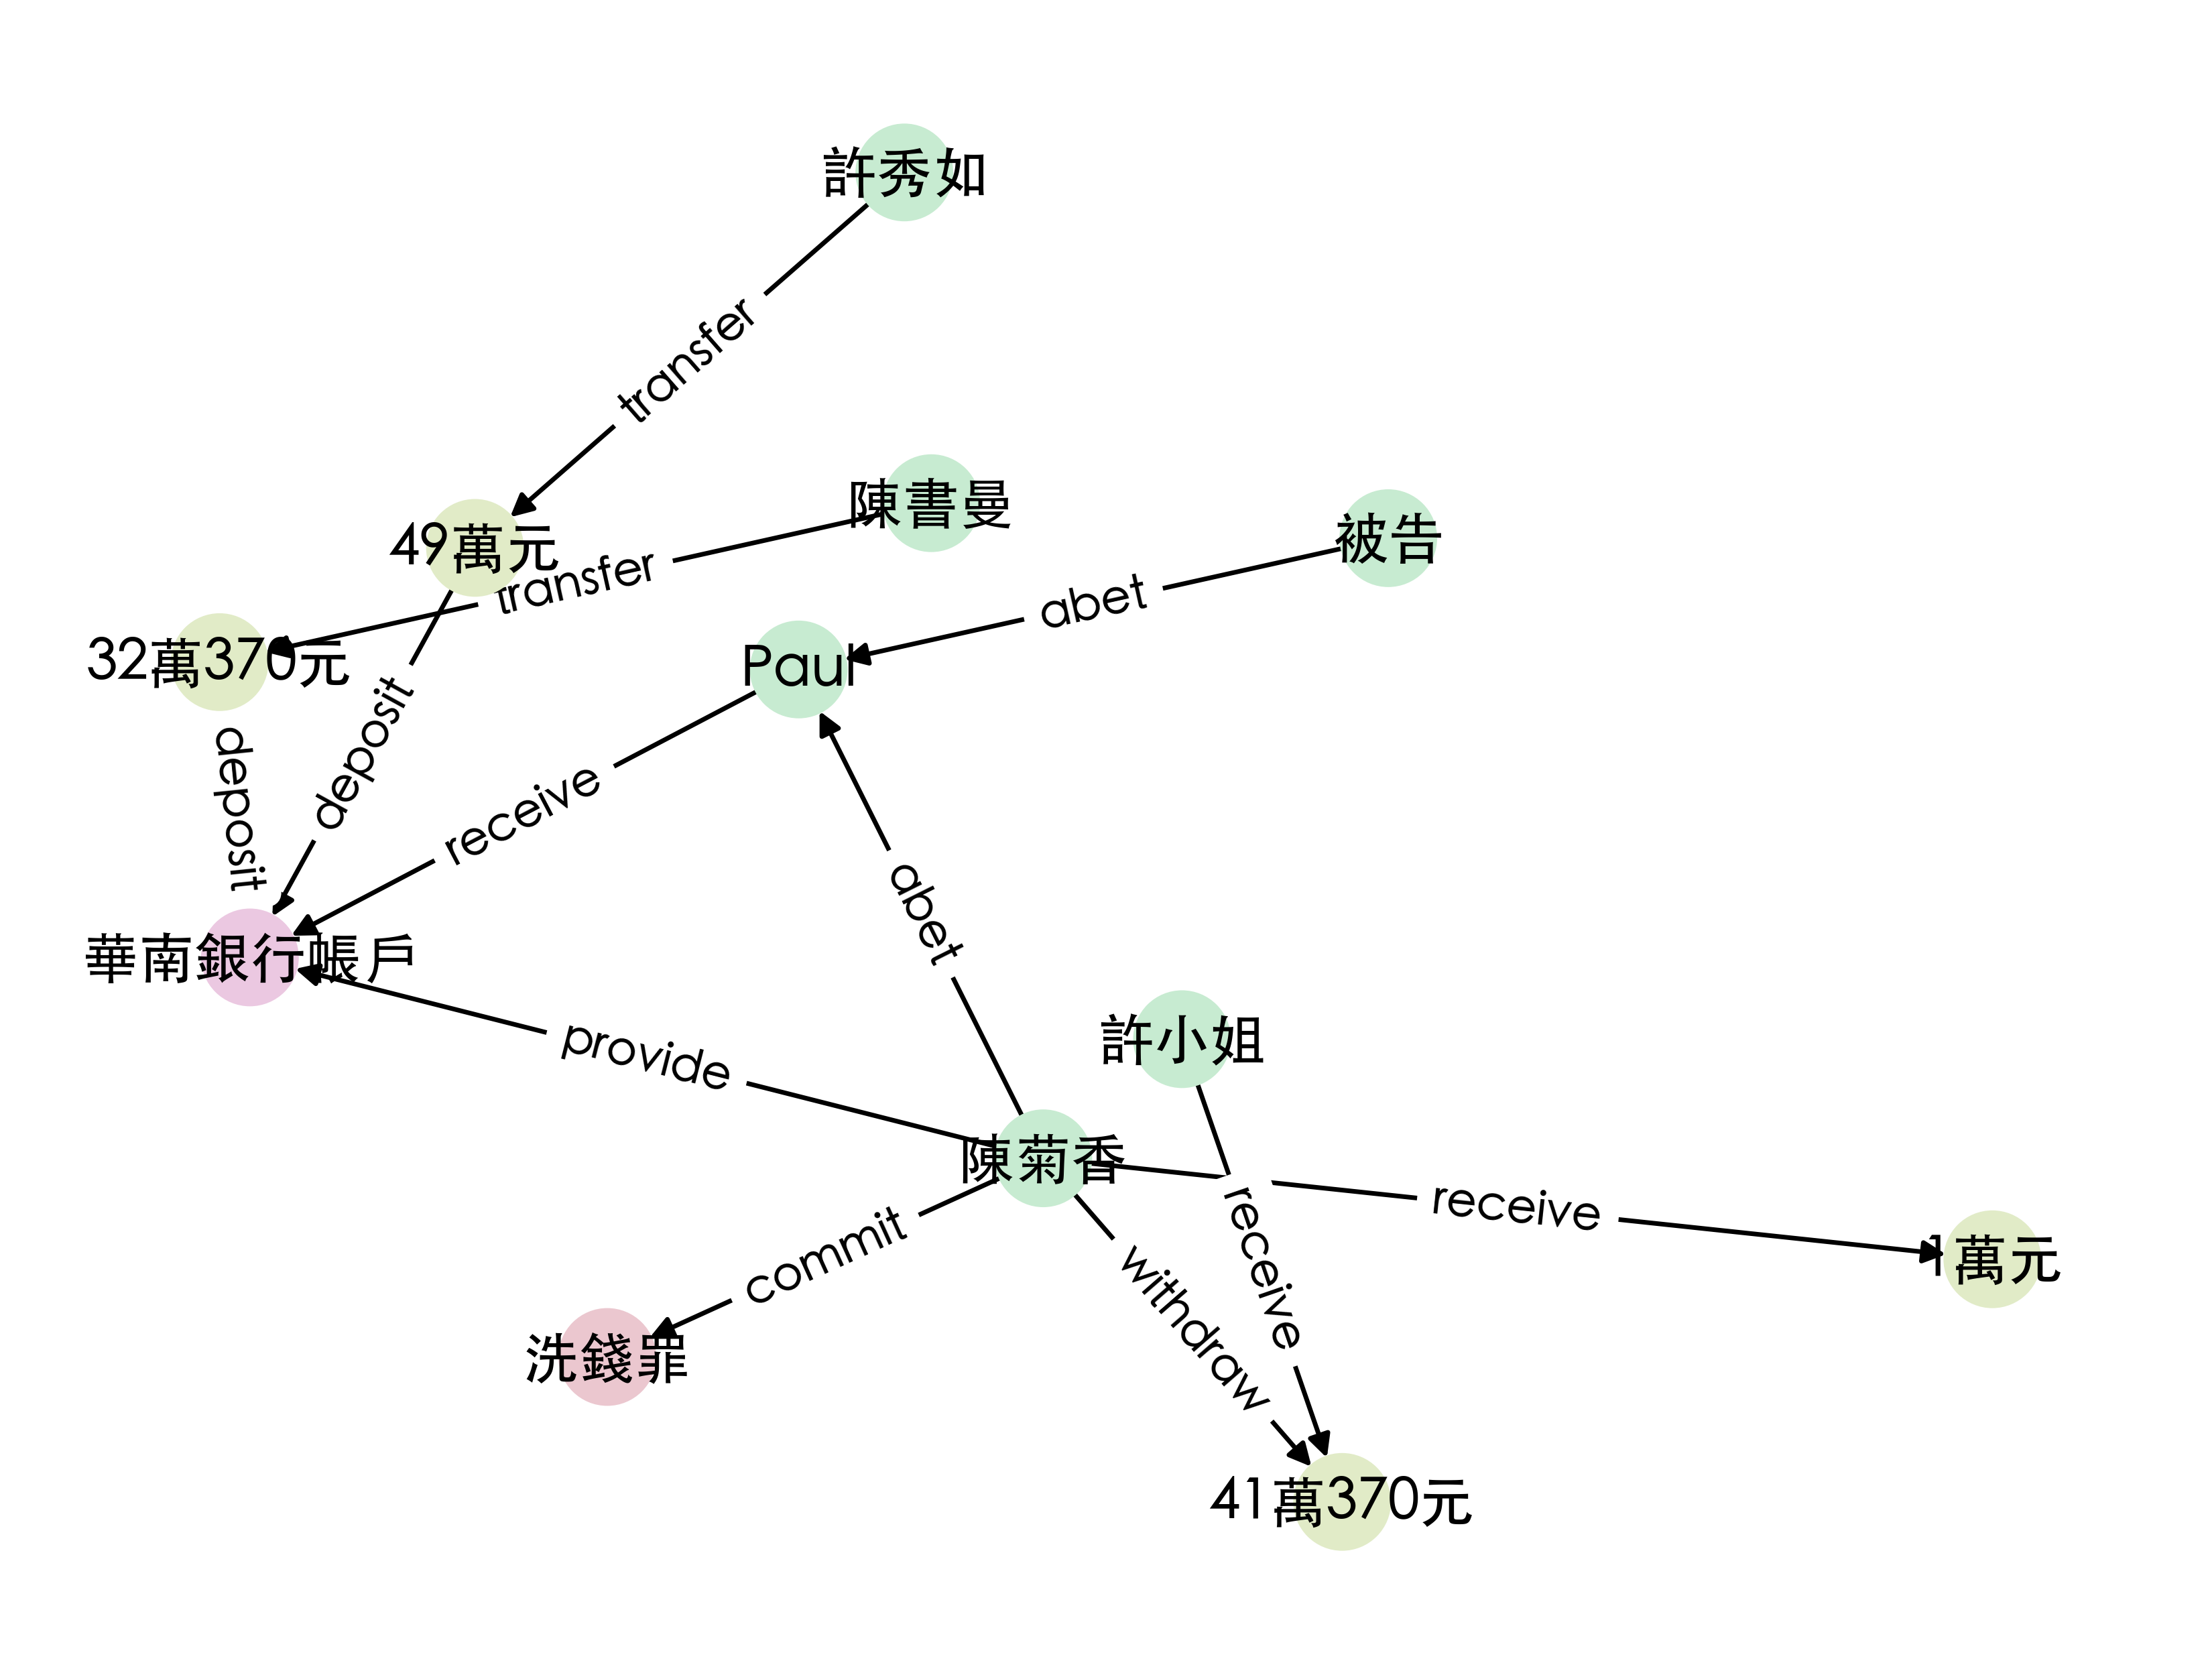 許秀如
transfer
陳書曼
被告
49萬元
transfer
abet
32萬370元
Paul
deposit
deposit
receive
abet
華南銀行帳戶
provide
許小姐
陳菊香
receive
receive
1萬元
commit
withdraw
洗錢罪
41萬370元